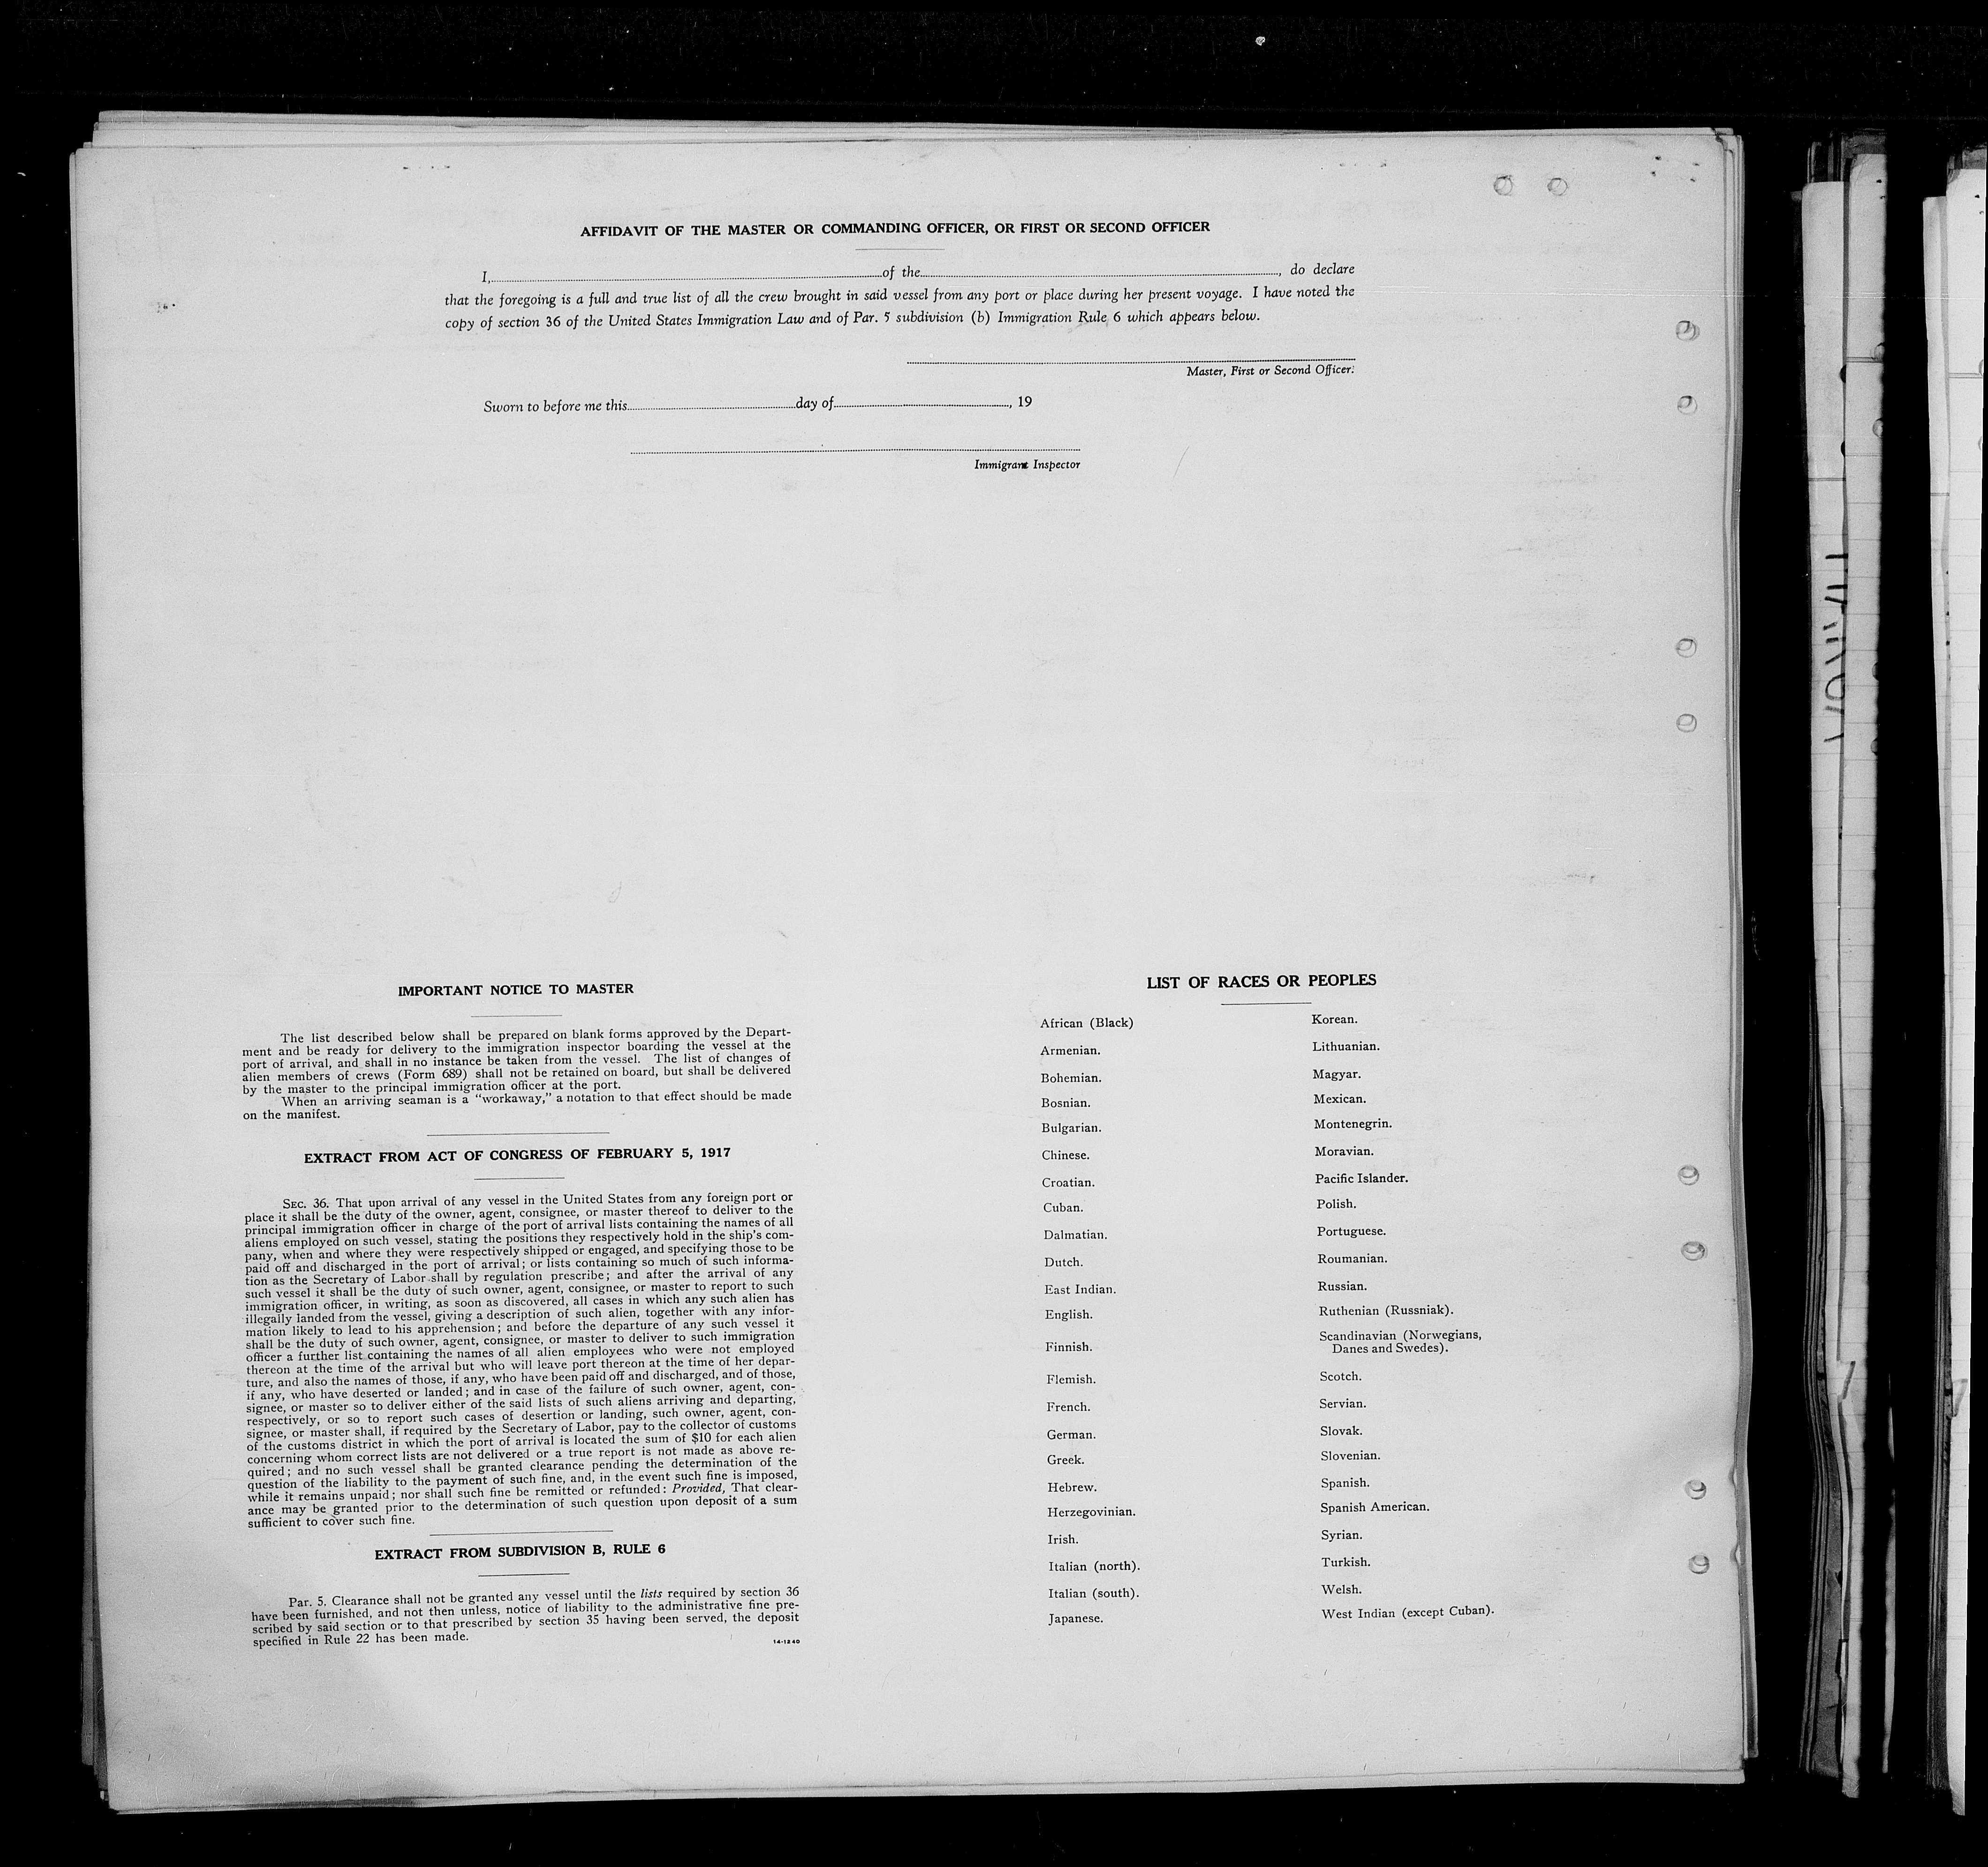 AFFIDAVIT OF THE MASTER OR COMMANDING OFFICER, OR FIRST OR SECOND OFFICER
I, of the , do declare
that the foregoing is a full and true list of all the crew brought in said vessel from any port or place during her present voyage. I have noted the
copy of section 36 of the United States Immigration Law and of Par. 5 subdivision (b) Immigration Rule 6 which appears below.
Master, First or Second Officer.
Sworn to before me this day of , 19
Immigrant Inspector
IMPORTANT NOTICE TO MASTER
The list described below shall be prepared on blank forms approved by the Depart-
ment and be ready for delivery to the immigration inspector boarding the vessel at the
port of arrival, and shall in no instance be taken from the vessel. The list of changes of
alien members of crews (Form 689) shall not be retained on board, but shall be delivered
by the master to the principal immigration officer at the port.
When an arriving seaman is a "workaway," a notation to that effect should be made
on the manifest.
EXTRACT FROM ACT OF CONGRESS OF FEBRUARY 5, 1917
SEC. 36. That upon arrival of any vessel in the United States from any foreign port or
place it shall be the duty of the owner, agent, consignee, or master thereof to deliver to the
principal immigration officer in charge of the port of arrival lists containing the names of all
aliens employed on such vessel, stating the positions they respectively hold in the ship's com-
pany, when and where they were respectively shipped or engaged, and specifying those to be
paid off and discharged in the port of arrival; or lists containing so much of such informa-
tion as the Secretary of Labor shall by regulation prescribe; and after the arrival of any
such vessel it shall be the duty of such owner, agent, consignee, or master to report to such
immigration officer, in writing, as soon as discovered, all cases in which any such alien has
illegally landed from the vessel, giving a description of such alien, together with any infor-
mation likely to lead to his apprehension; and before the departure of any such vessel it
shall be the duty of such owner, agent, consignee, or master to deliver to such immigration
officer a further list containing the names of all alien employees who were not employed
thereon at the time of the arrival but who will leave port thereon at the time of her depar-
ture, and also the names of those, if any, who have been paid off and discharged, and of those,
if any, who have deserted or landed; and in case of the failure of such owner, agent, con-
signee, or master so to deliver either of the said lists of such aliens arriving and departing,
respectively, or so to report such cases of desertion or landing, such owner, agent, con-
signee, or master shall, if required by the Secretary of Labor, pay to the collector of customs
of the customs district in which the port of arrival is located the sum of $10 for each alien
concerning whom correct lists are not delivered or a true report is not made as above re-
quired; and no such vessel shall be granted clearance pending the determination of the
question of the liability to the payment of such fine, and, in the event such fine is imposed,
while it remains unpaid; nor shall such fine be remitted or refunded: Provided, That clear-
ance may be granted prior to the determination of such question upon deposit of a sum
sufficient to cover such fine.
EXTRACT FROM SUBDIVISION B, RULE 6
Par. 5. Clearance shall not be granted any vessel until the lists required by section 36
have been furnished, and not then unless, notice of liability to the administrative fine pre-
scribed by said section or to that prescribed by section 35 having been served, the deposit
specified in Rule 22 has been made.
14-1240
LIST OF RACES OR PEOPLES
African (Black)
Armenian.
Bohemian.
Bosnian.
Bulgarian.
Chinese.
Croatian.
Cuban.
Dalmatian.
Dutch.
East Indian.
English.
Finnish.
Flemish.
French.
German.
Greek.
Hebrew.
Herzegovinian.
Irish.
Italian (north).
Italian (south).
Japanese.
Korean.
Lithuanian.
Magyar.
Mexican.
Montenegrin.
Moravian.
Pacific Islander.
Polish.
Portuguese.
Roumanian.
Russian.
Ruthenian (Russniak).
Scandinavian (Norwegians,
Danes and Swedes).
Scotch.
Servian.
Slovak.
Slovenian.
Spanish.
Spanish American.
Syrian.
Turkish.
Welsh.
West Indian (except Cuban).